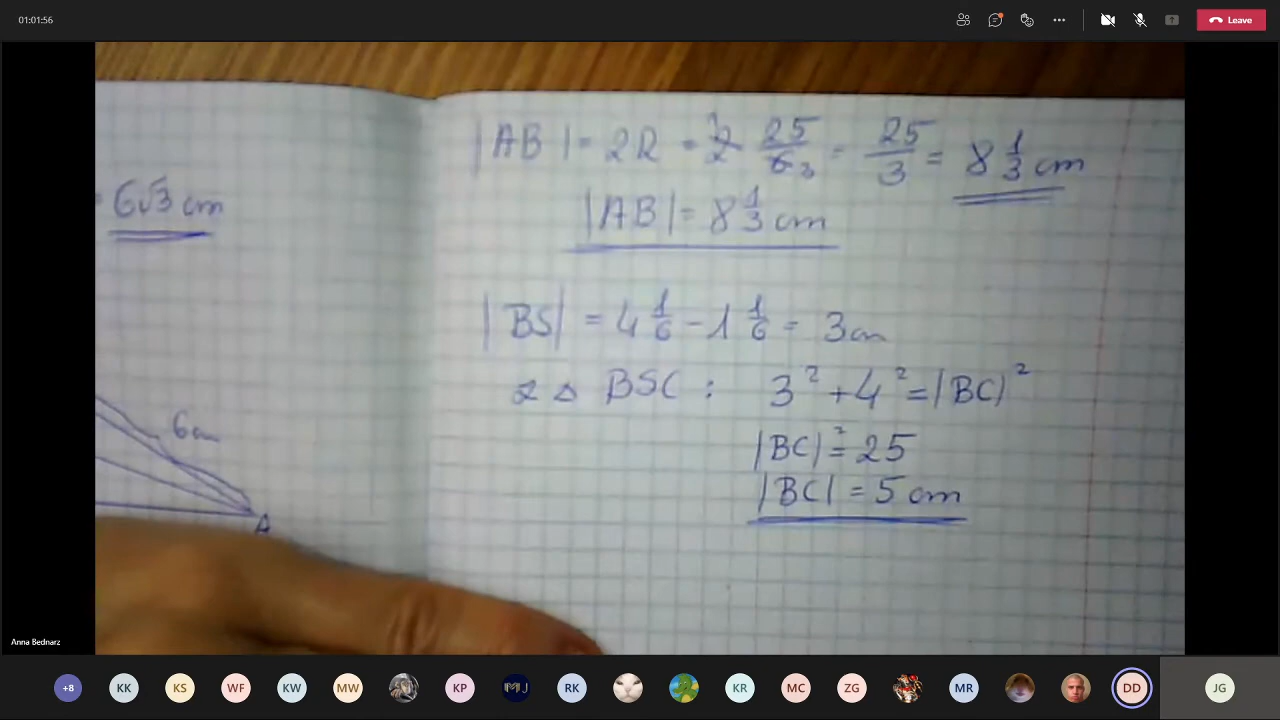 01:01:56
Leave
|AB| = 2R = 2 25/6 3 = 25/3 = 8 1/3 cm
= 6√3 cm
|AB| = 8 1/3 cm
|BS| = 4 1/6 - 1 1/6 = 3cm
z △ BSC : 3² + 4² = |BC|²
6cm
|BC|² = 25
|BC| = 5 cm
A
Anna Bednarz
+8 KK KS WF KW MW KP MJ RK KR MC ZG MR DD JG